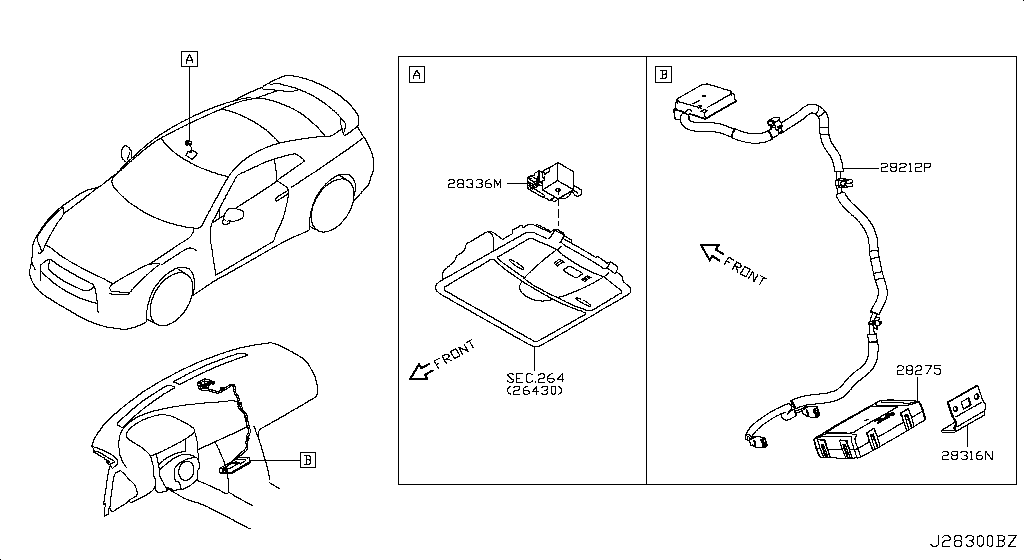 A
A
28336M
FRONT
SEC.264
(26430)
B
28212P
FRONT
28275
28316N
B
J28300BZ